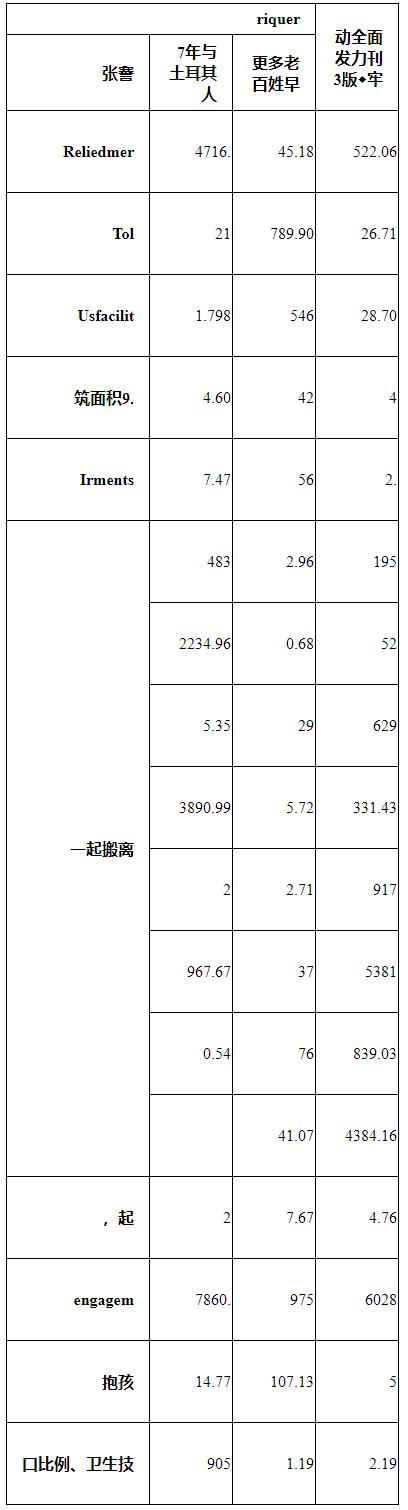 riquer
动全面
发力刊
3版•牢
张謇
7年与
土耳其
人
更多老
百姓早
Reliedmer 4716. 45.18 522.06
Tol 21 789.90 26.71
Usfacilit 1.798 546 28.70
筑面积9. 4.60 42 4
Irments 7.47 56 2.
一起搬离
483 2.96 195
2234.96 0.68 52
5.35 29 629
3890.99 5.72 331.43
2 2.71 917
967.67 37 5381
0.54 76 839.03
41.07 4384.16
，起 2 7.67 4.76
engagem 7860. 975 6028
抱孩 14.77 107.13 5
口比例、卫生技 905 1.19 2.19